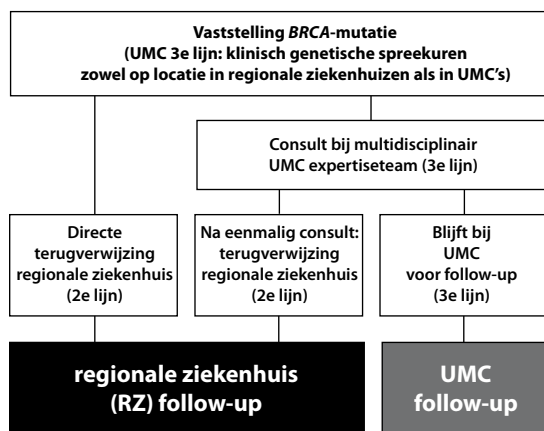 Vaststelling BRCA-mutatie
(UMC 3e lijn: klinisch genetische spreekuren
zowel op locatie in regionale ziekenhuizen als in UMC's)
Consult bij multidisciplinair
UMC expertiseteam (3e lijn)
Directe
terugverwijzing
regionale ziekenhuis
(2e lijn)
Na eenmalig consult:
terugverwijzing
regionale ziekenhuis
(2e lijn)
Blijft bij
UMC
voor follow-up
(3e lijn)
regionale ziekenhuis
(RZ) follow-up
UMC
follow-up